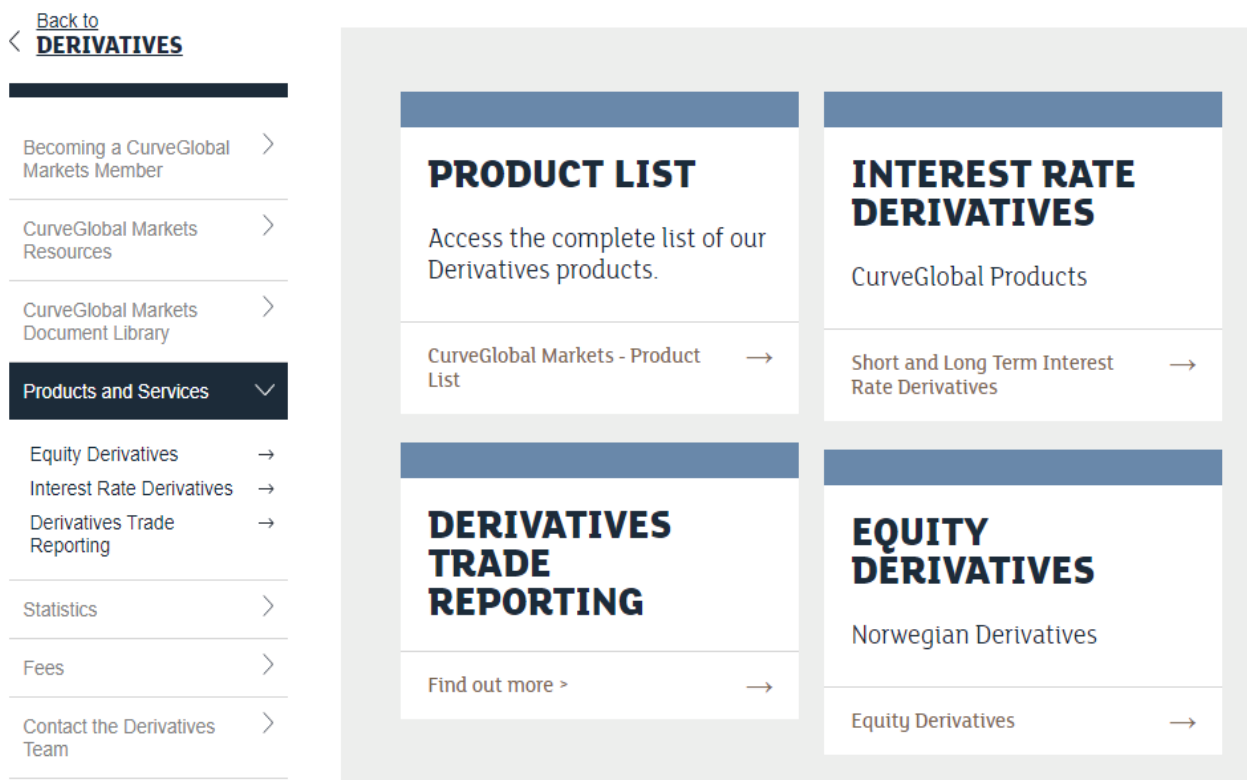 Back to
DERIVATIVES
Becoming a CurveGlobal
Markets Member
CurveGlobal Markets
Resources
CurveGlobal Markets
Document Library
Products and Services
Equity Derivatives
Interest Rate Derivatives
Derivatives Trade
Reporting
Statistics
Fees
Contact the Derivatives
Team
PRODUCT LIST
Access the complete list of our
Derivatives products.
CurveGlobal Markets - Product
List
INTEREST RATE
DERIVATIVES
CurveGlobal Products
Short and Long Term Interest
Rate Derivatives
DERIVATIVES
TRADE
REPORTING
Find out more >
EQUITY
DERIVATIVES
Norwegian Derivatives
Equity Derivatives